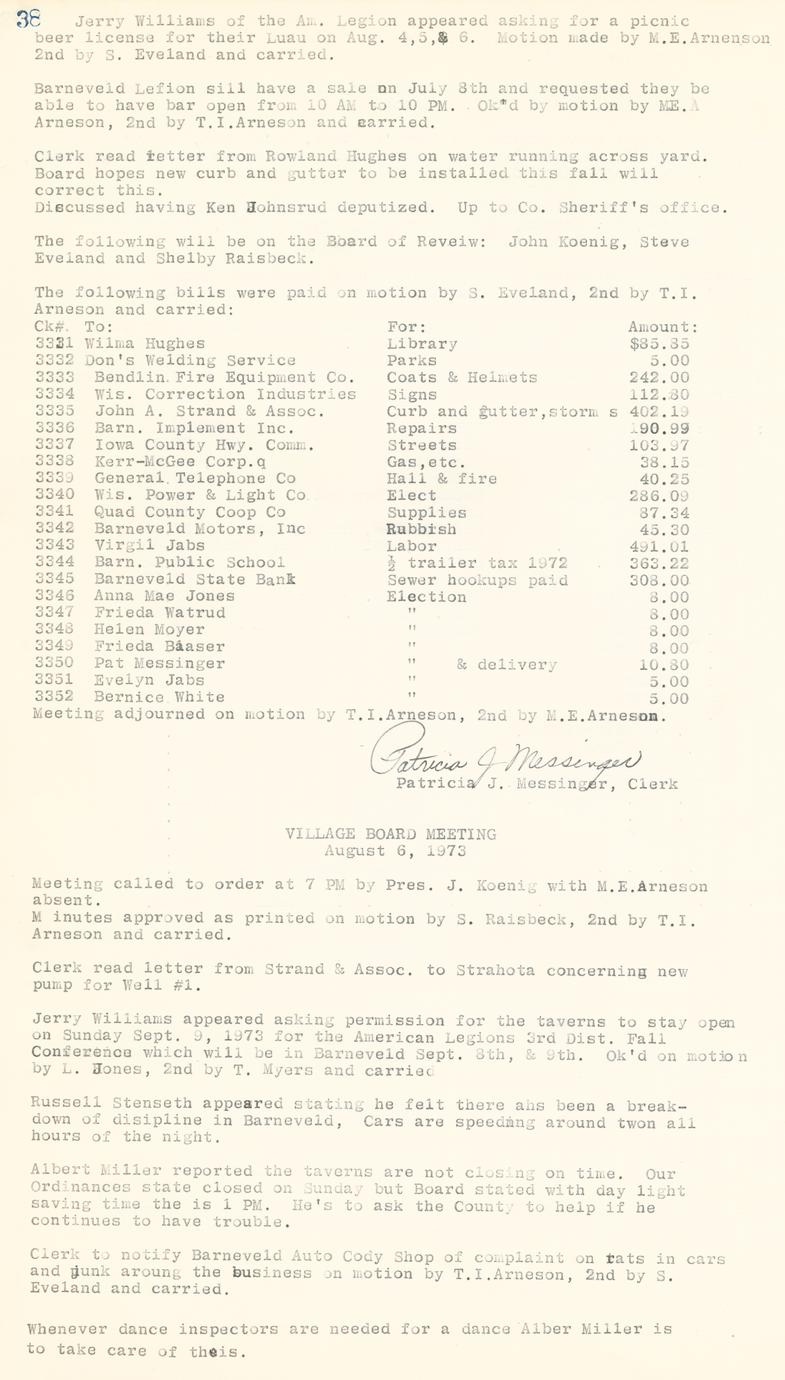 38
Jerry Williams of the Am. Legion appeared asking for a picnic
beer license for their Luau on Aug. 4,5,& 6.  Motion made by M.E.Arnenson
2nd by S. Eveland and carried.
Barneveld Lefion sill have a sale on July 8th and requested they be
able to have bar open from 10 AM to 10 PM.  Ok*d by motion by ME.
Arneson, 2nd by T.I.Arneson and carried.
Clerk read letter from Rowland Hughes on water running across yard.
Board hopes new curb and gutter to be installed this fall will
correct this.
Discussed having Ken Johnsrud deputized.  Up to Co. Sheriff's office.
The following will be on the Board of Reveiw:  John Koenig, Steve
Eveland and Shelby Raisbeck.
The following bills were paid on motion by S. Eveland, 2nd by T.I.
Arneson and carried:
Ck#. To: For: Amount:
3331 Wilma Hughes Library $85.85
3332 Don's Welding Service Parks 5.00
3333 Bendlin Fire Equipment Co. Coats & Helmets 242.00
3334 Wis. Correction Industries Signs 112.80
3335 John A. Strand & Assoc. Curb and gutter,storm s 402.19
3336 Barn. Implement Inc. Repairs 90.99
3337 Iowa County Hwy. Comm. Streets 103.97
3338 Kerr-McGee Corp.q Gas,etc. 38.15
3339 General Telephone Co Hall & fire 40.25
3340 Wis. Power & Light Co Elect 286.09
3341 Quad County Coop Co Supplies 87.34
3342 Barneveld Motors, Inc Rubbish 45.30
3343 Virgil Jabs Labor 491.01
3344 Barn. Public School ½ trailer tax 1972 363.22
3345 Barneveld State Bank Sewer hookups paid 308.00
3346 Anna Mae Jones Election 8.00
3347 Frieda Watrud " 8.00
3348 Helen Moyer " 8.00
3349 Frieda Baaser " 8.00
3350 Pat Messinger " & delivery 10.80
3351 Evelyn Jabs " 5.00
3352 Bernice White " 5.00
Meeting adjourned on motion by T.I.Arneson, 2nd by M.E.Arneson.
Patricia J Messinger
Patricia J. Messinger, Clerk
VILLAGE BOARD MEETING
August 6, 1973
Meeting called to order at 7 PM by Pres. J. Koenig with M.E.Arneson
absent.
M inutes approved as printed on motion by S. Raisbeck, 2nd by T.I.
Arneson and carried.
Clerk read letter from Strand & Assoc. to Strahota concerning new
pump for Well #1.
Jerry Williams appeared asking permission for the taverns to stay open
on Sunday Sept. 9, 1973 for the American Legions 3rd Dist. Fall
Conference which will be in Barneveld Sept. 8th, & 9th.  Ok'd on motion
by L. Jones, 2nd by T. Myers and carried
Russell Stenseth appeared stating he felt there ahs been a break-
down of disipline in Barneveld,  Cars are speeding around twon all
hours of the night.
Albert Miller reported the taverns are not closing on time.  Our
Ordinances state closed on Sunday but Board stated with day light
saving time the is 1 PM.  He's to ask the County to help if he
continues to have trouble.
Clerk to notify Barneveld Auto Cody Shop of complaint on rats in cars
and junk aroung the business on motion by T.I.Arneson, 2nd by S.
Eveland and carried.
Whenever dance inspectors are needed for a dance Alber Miller is
to take care of theis.